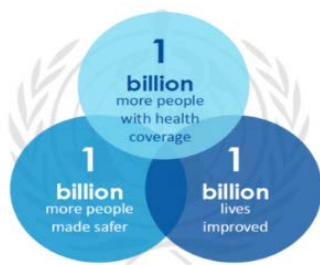 1
billion
more people
with health
coverage
1
billion
more people
made safer
1
billion
lives
improved